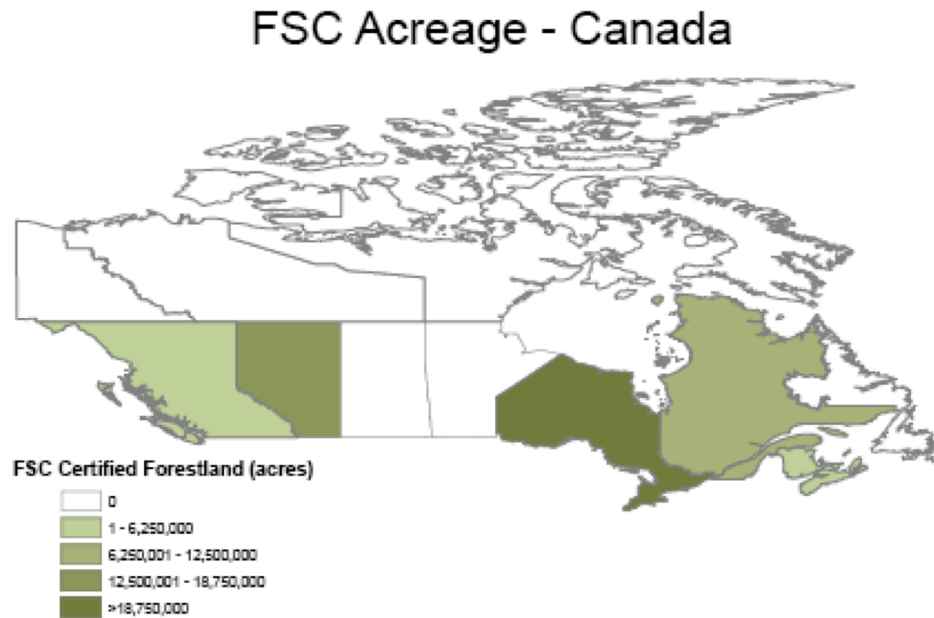 FSC Acreage - Canada
FSC Certified Forestland (acres)
0
1 - 6,250,000
6,250,001 - 12,500,000
12,500,001 - 18,750,000
>18,750,000